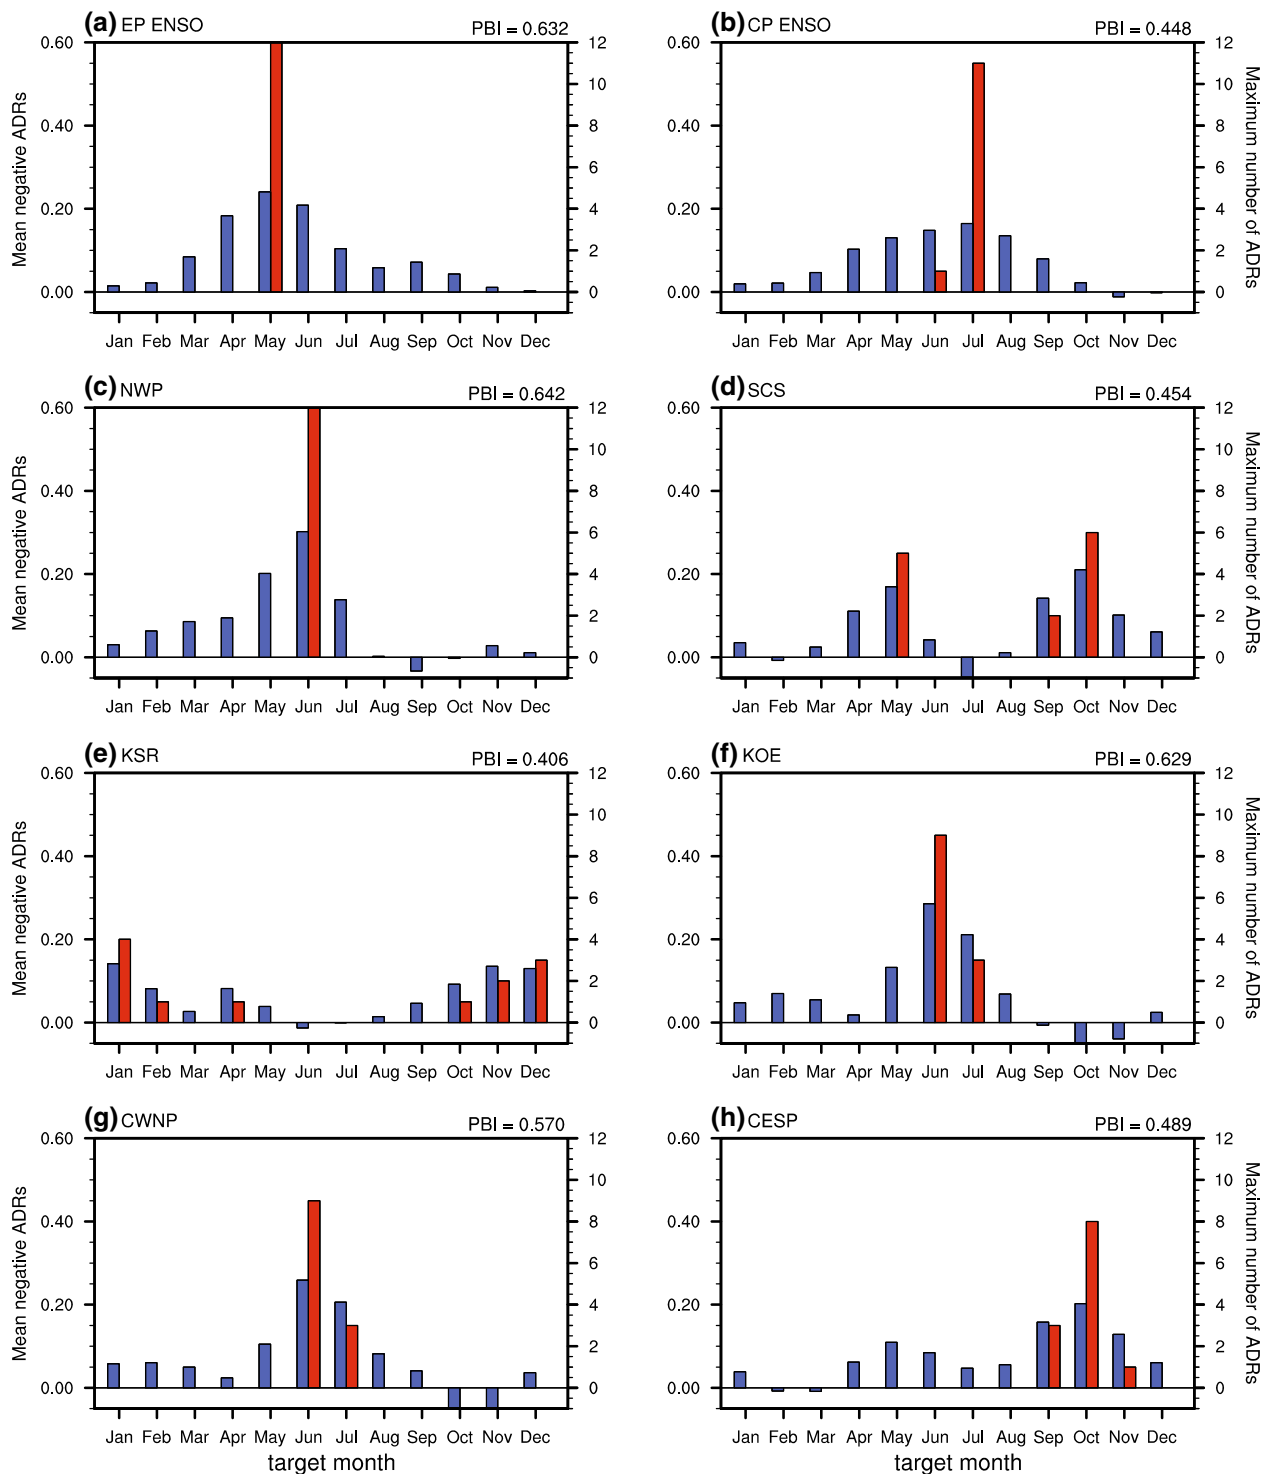 (a) EP ENSO PBI = 0.632
0.60 0.40 0.20 0.00
Mean negative ADRs
12 10 8 6 4 2 0
Jan Feb Mar Apr May Jun Jul Aug Sep Oct Nov Dec
(b) CP ENSO PBI = 0.448
0.60 0.40 0.20 0.00
12 10 8 6 4 2 0
Maximum number of ADRs
Jan Feb Mar Apr May Jun Jul Aug Sep Oct Nov Dec
(c) NWP PBI = 0.642
0.60 0.40 0.20 0.00
Mean negative ADRs
12 10 8 6 4 2 0
Jan Feb Mar Apr May Jun Jul Aug Sep Oct Nov Dec
(d) SCS PBI = 0.454
0.60 0.40 0.20 0.00
12 10 8 6 4 2 0
Maximum number of ADRs
Jan Feb Mar Apr May Jun Jul Aug Sep Oct Nov Dec
(e) KSR PBI = 0.406
0.60 0.40 0.20 0.00
Mean negative ADRs
12 10 8 6 4 2 0
Jan Feb Mar Apr May Jun Jul Aug Sep Oct Nov Dec
(f) KOE PBI = 0.629
0.60 0.40 0.20 0.00
12 10 8 6 4 2 0
Maximum number of ADRs
Jan Feb Mar Apr May Jun Jul Aug Sep Oct Nov Dec
(g) CWNP PBI = 0.570
0.60 0.40 0.20 0.00
Mean negative ADRs
12 10 8 6 4 2 0
Jan Feb Mar Apr May Jun Jul Aug Sep Oct Nov Dec
target month
(h) CESP PBI = 0.489
0.60 0.40 0.20 0.00
12 10 8 6 4 2 0
Maximum number of ADRs
Jan Feb Mar Apr May Jun Jul Aug Sep Oct Nov Dec
target month